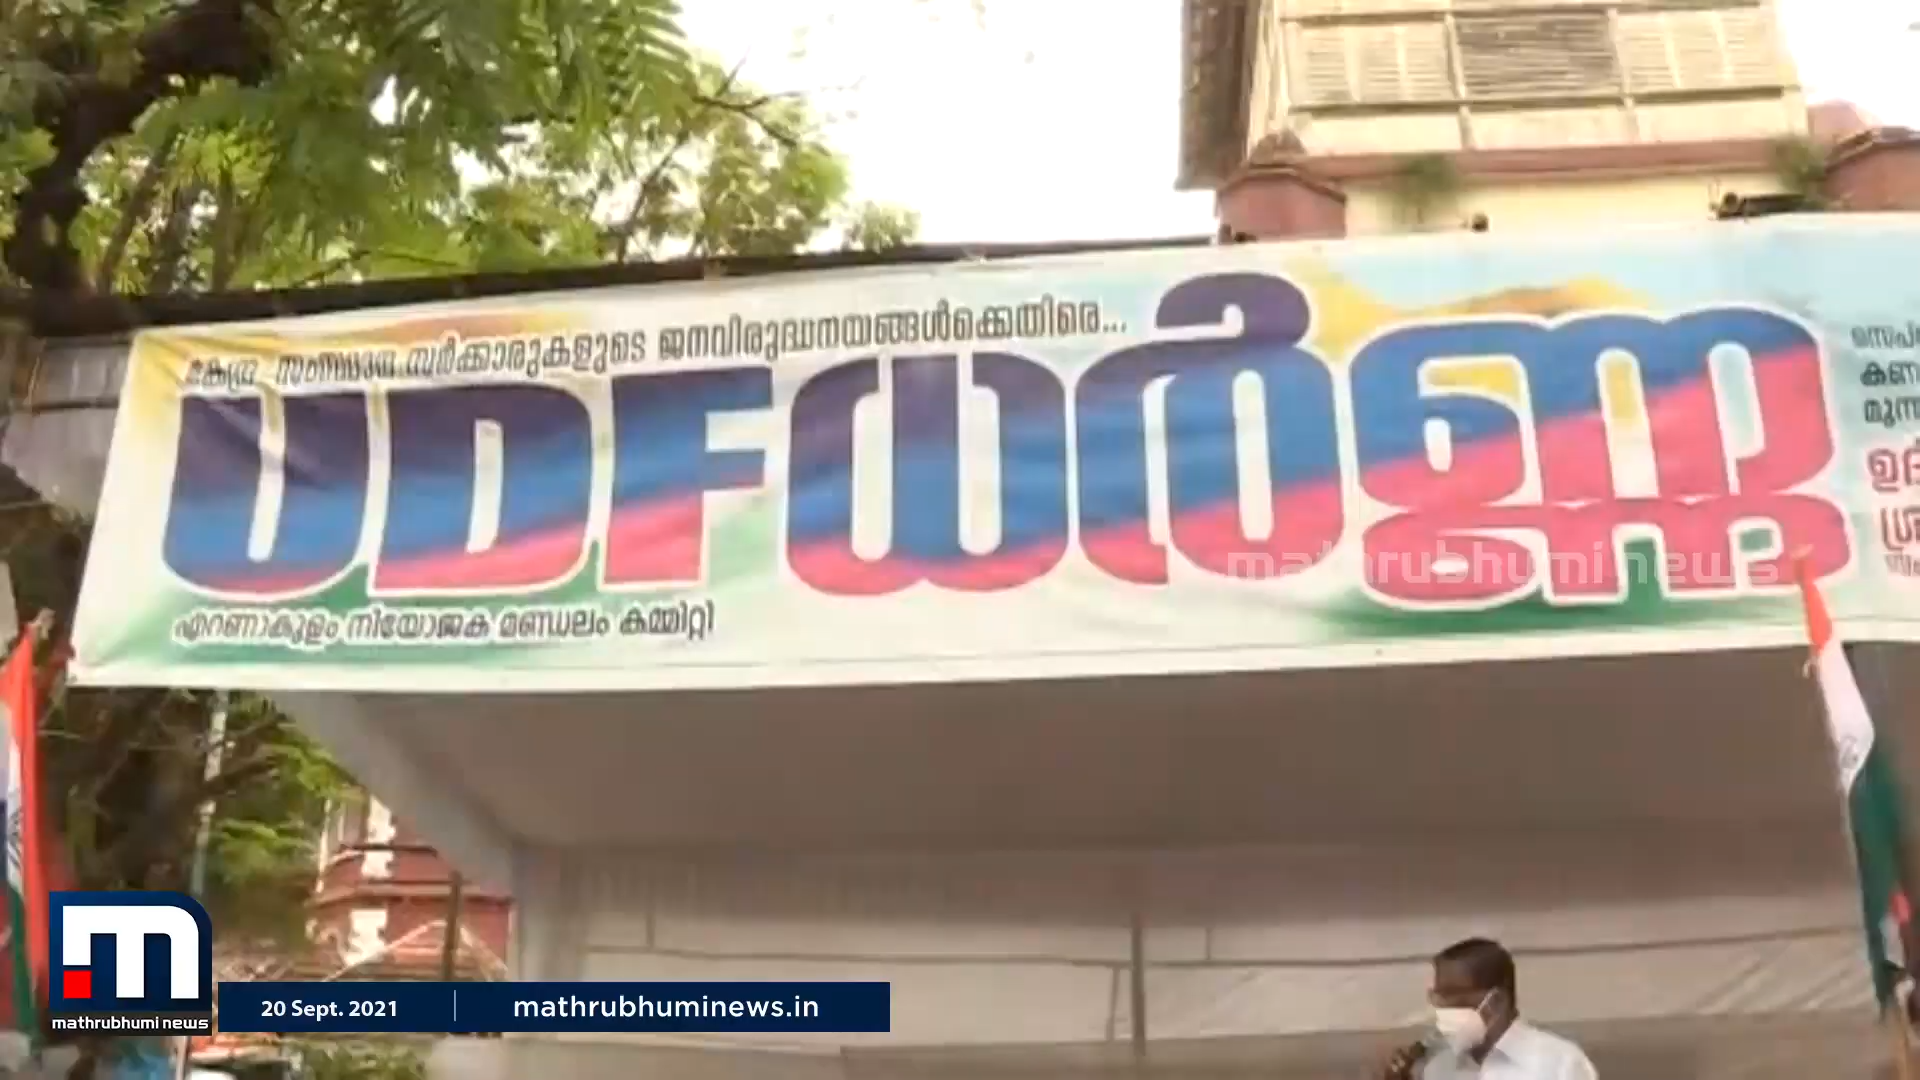 കേന്ദ്ര സംസ്ഥാന സർക്കാരുകളുടെ ജനവിരുദ്ധനയങ്ങൾക്കെതിരെ...
UDF ധർണ്ണ
എറണാകുളം നിയോജക മണ്ഡലം കമ്മിറ്റി
mathrubhumi news
mathrubhumi news
20 Sept. 2021
mathrubhuminews.in